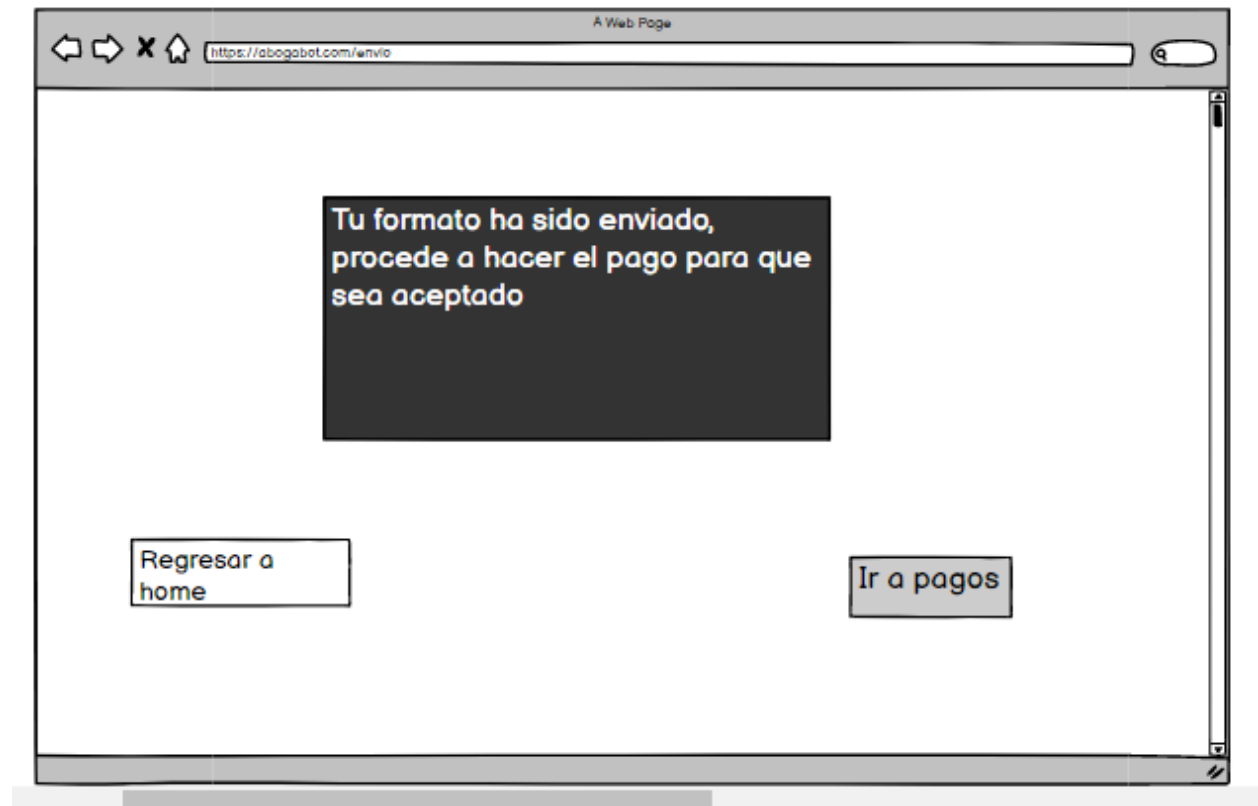 A Web Page
https://abogabot.com/envio
Tu formato ha sido enviado,
procede a hacer el pago para que
sea aceptado
Regresar a
home
Ir a pagos